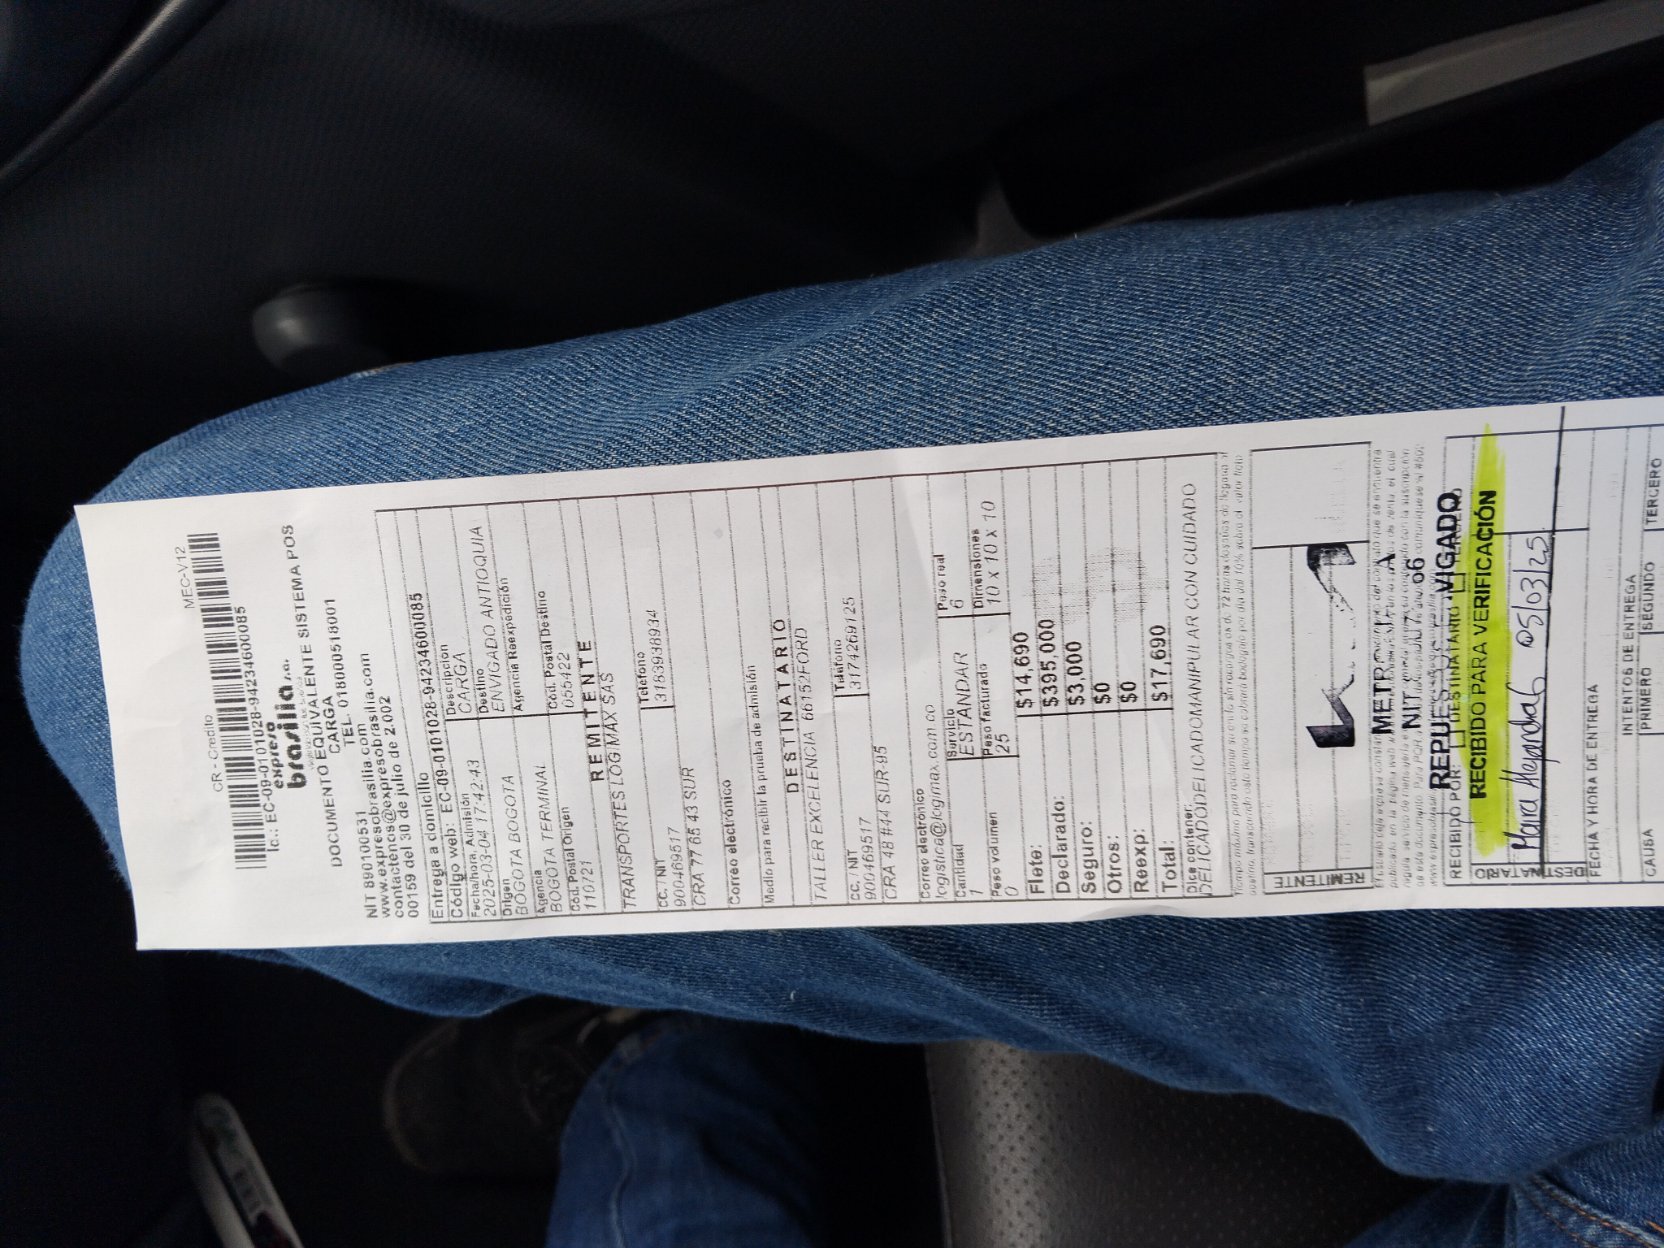 MEC-V12
CR - Credito
Ic.: EC-09-0101028-94234600085
expreso
brasilia s.a.
DOCUMENTO EQUIVALENTE SISTEMA POS
CARGA
NIT 890100531 TEL. 018000518001
www.expresobrasilia.com
contactenos@expresobrasilia.com
00159 del 30 de julio de 2.002
Entrega a domicilio
Código web: EC-09-0101028-94234600085
Fecha/hora Admisión Descripción
2025-03-04 17:42:43 CARGA
Origen Destino
BOGOTA BOGOTA ENVIGADO ANTIOQUIA
Agencia Agencia Reexpedición
BOGOTA TERMINAL
Cód. Postal Origen Cód. Postal Destino
110721 055422
REMITENTE
TRANSPORTES LOGIMAX SAS
CC. / NIT Teléfono
900469517 3183938934
CRA 77 65 43 SUR
Correo electrónico
Medio para recibir la prueba de admisión
DESTINATARIO
TALLER EXCELENCIA 66152FORD
CC. / NIT Teléfono
900469517 3174269125
CRA 48 #44 SUR-95
Correo electrónico
logistica@logimax.com.co
Cantidad Servicio Peso real
1 ESTANDAR 6
Peso volumen Peso facturado Dimensiones
0 25 10 x 10 x 10
Flete: $14,690
Declarado: $395,000
Seguro: $3,000
Otros: $0
Reexp: $0
Total: $17,690
Dice contener:
DELICADODELICADOMANIPULAR CON CUIDADO
REMITENTE
NIT
RECIBIDO POR: DESTINATARIO
RECIBIDO PARA VERIFICACIÓN
05/03/25
DESTINATARIO
FECHA Y HORA DE ENTREGA
INTENTOS DE ENTREGA
CAUSA PRIMERO SEGUNDO TERCERO